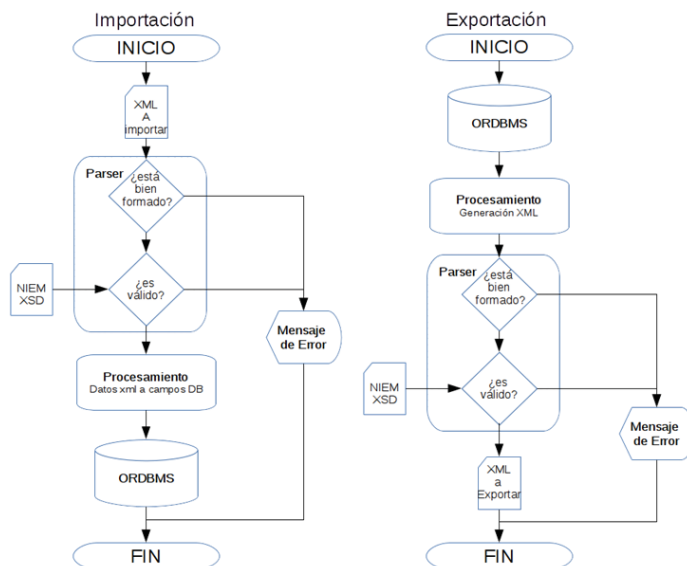 Importación
INICIO
XML
A
importar
Parser
¿está
bien
formado?
NIEM
XSD
¿es
válido?
Mensaje
de Error
Procesamiento
Datos xml a campos DB
ORDBMS
FIN
Exportación
INICIO
ORDBMS
Procesamiento
Generación XML
Parser
¿está
bien
formado?
NIEM
XSD
¿es
válido?
Mensaje
de Error
XML
a
Exportar
FIN